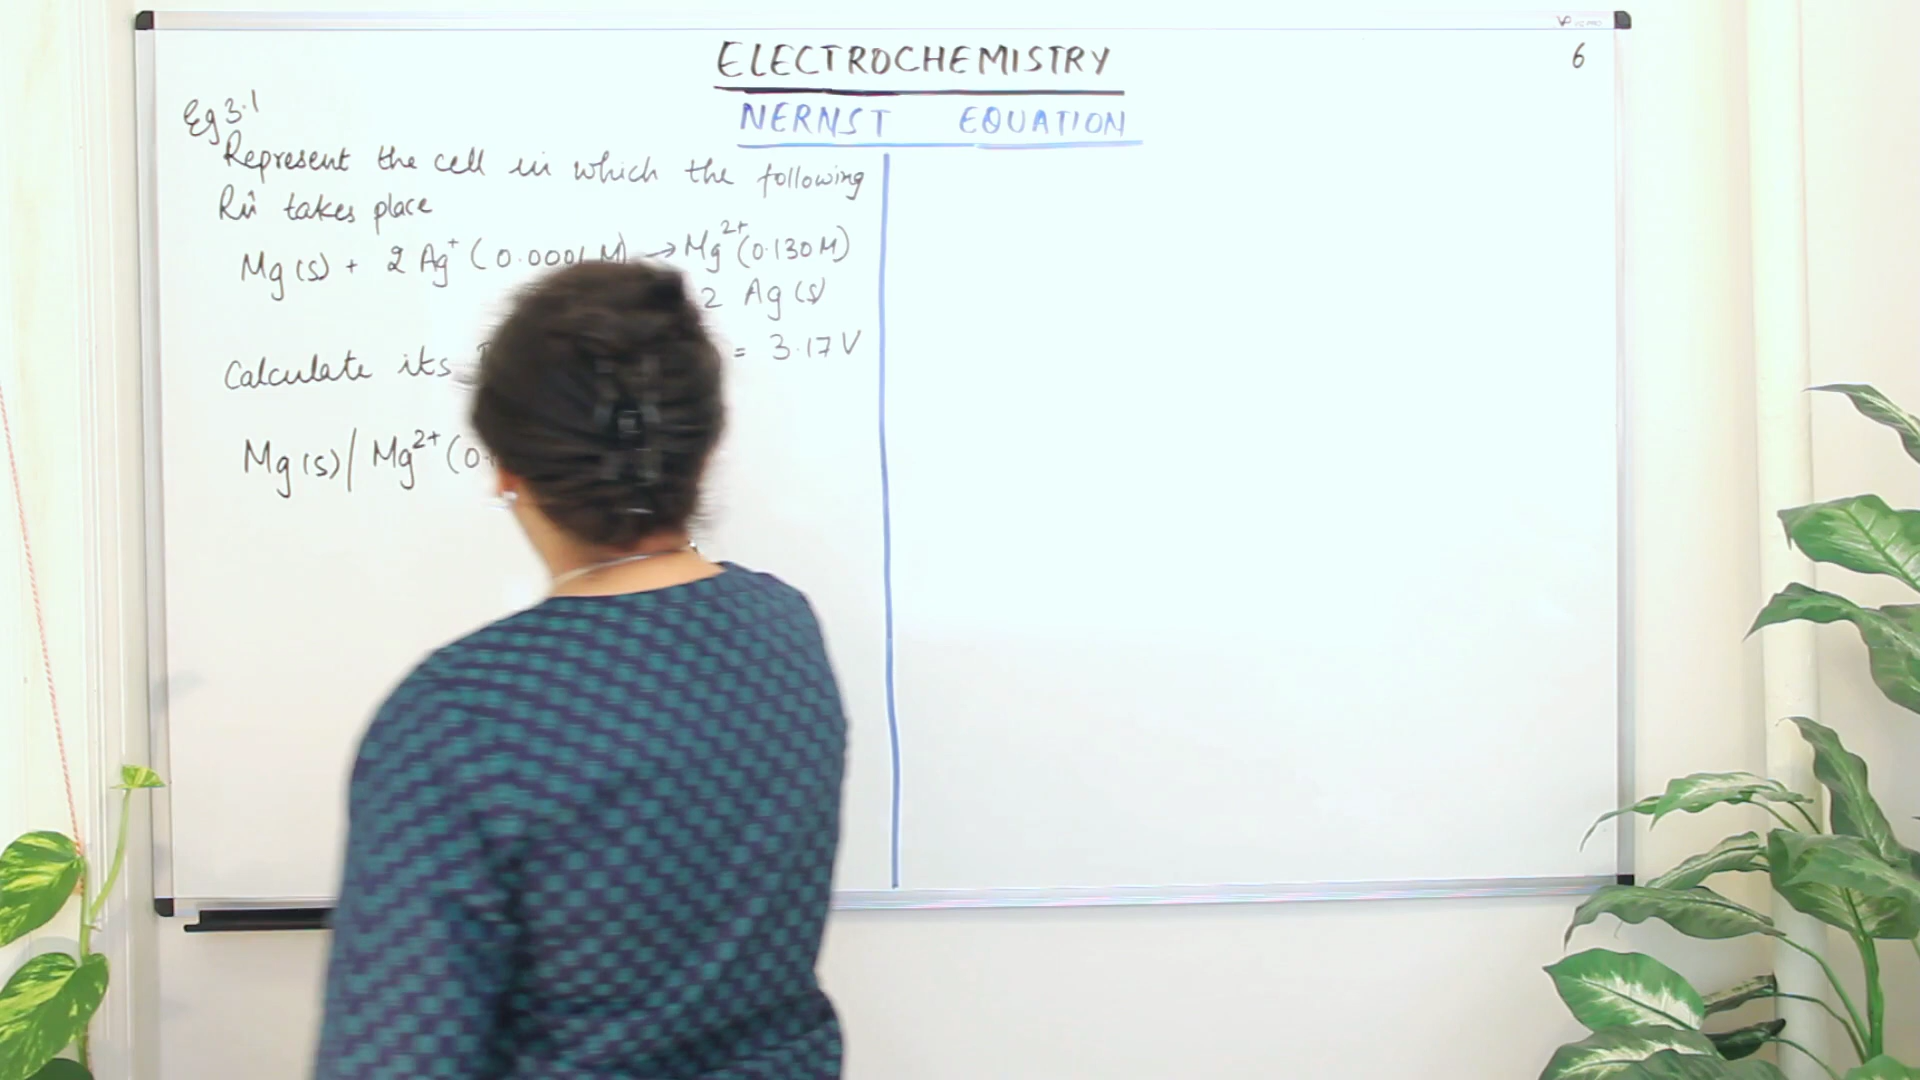 ELECTROCHEMISTRY
6
NERNST EQUATION
Eg 3.1
Represent the cell in which the following
Rx̂ takes place
Mg(s) + 2 Ag⁺ (0.0001 M) → Mg²⁺ (0.130 M)
2 Ag(s)
Calculate its = 3.17 V
Mg(s)/ Mg²⁺ (0.